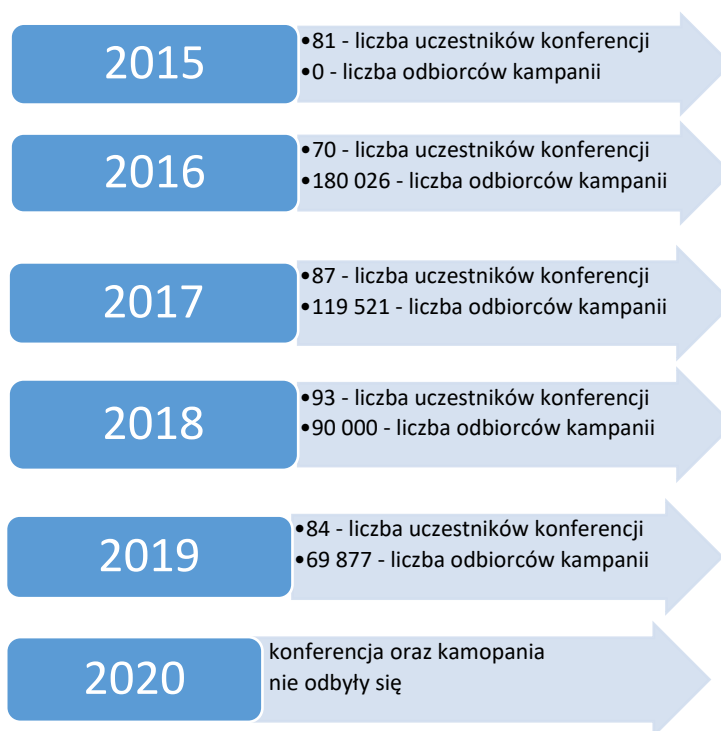 2015
•81 - liczba uczestników konferencji
•0 - liczba odbiorców kampanii
2016
•70 - liczba uczestników konferencji
•180 026 - liczba odbiorców kampanii
2017
•87 - liczba uczestników konferencji
•119 521 - liczba odbiorców kampanii
2018
•93 - liczba uczestników konferencji
•90 000 - liczba odbiorców kampanii
2019
•84 - liczba uczestników konferencji
•69 877 - liczba odbiorców kampanii
2020
konferencja oraz kamopania
nie odbyły się